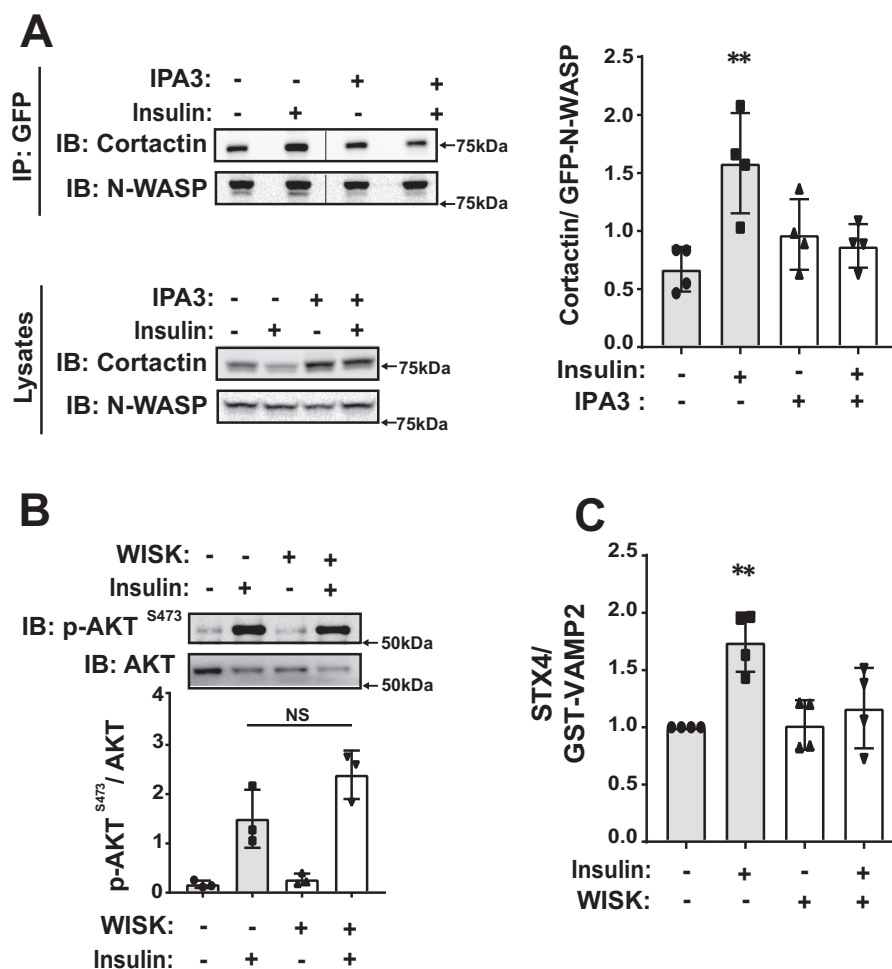 A
IP: GFP
IPA3: - - + +
Insulin: - + - +
IB: Cortactin ←75kDa
IB: N-WASP ←75kDa
Lysates
IPA3: - - + +
Insulin: - + - +
IB: Cortactin ←75kDa
IB: N-WASP ←75kDa
Cortactin/ GFP-N-WASP
2.5
2.0
1.5
1.0
0.5
0.0
**
Insulin: - + - +
IPA3 : - - + +
B
WISK: - - + +
Insulin: - + - +
IB: p-AKT S473 ←50kDa
IB: AKT ←50kDa
p-AKT S473/ AKT
4
3
2
1
0
NS
WISK: - - + +
Insulin: - + - +
C
STX4/
GST-VAMP2
2.5
2.0
1.5
1.0
0.5
0.0
**
Insulin: - + - +
WISK: - - + +